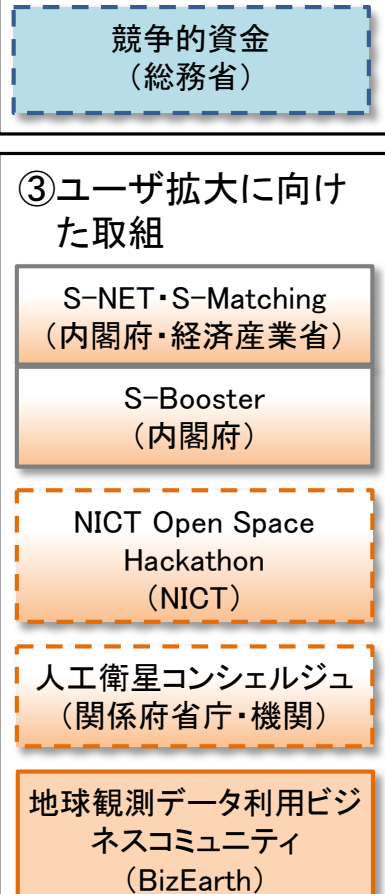 競争的資金
（総務省）
③ユーザ拡大に向け
た取組
S-NET・S-Matching
（内閣府・経済産業省）
S-Booster
（内閣府）
NICT Open Space
Hackathon
（NICT）
人工衛星コンシェルジュ
（関係府省庁・機関）
地球観測データ利用ビジ
ネスコミュニティ
（BizEarth）